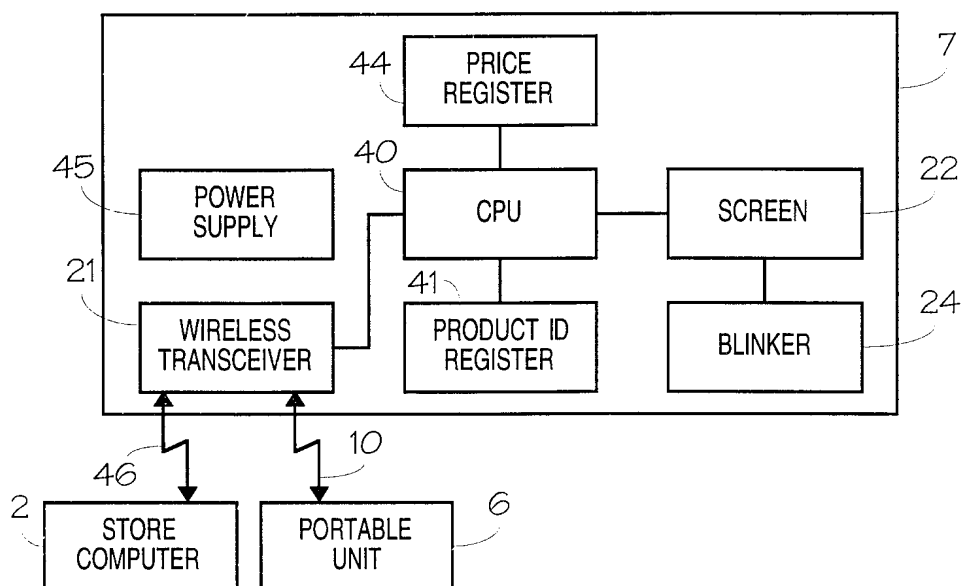 44
PRICE
REGISTER
7
45
POWER
SUPPLY
40
CPU
SCREEN
22
21
WIRELESS
TRANSCEIVER
41
PRODUCT ID
REGISTER
BLINKER
24
46
10
2
STORE
COMPUTER
PORTABLE
UNIT
6